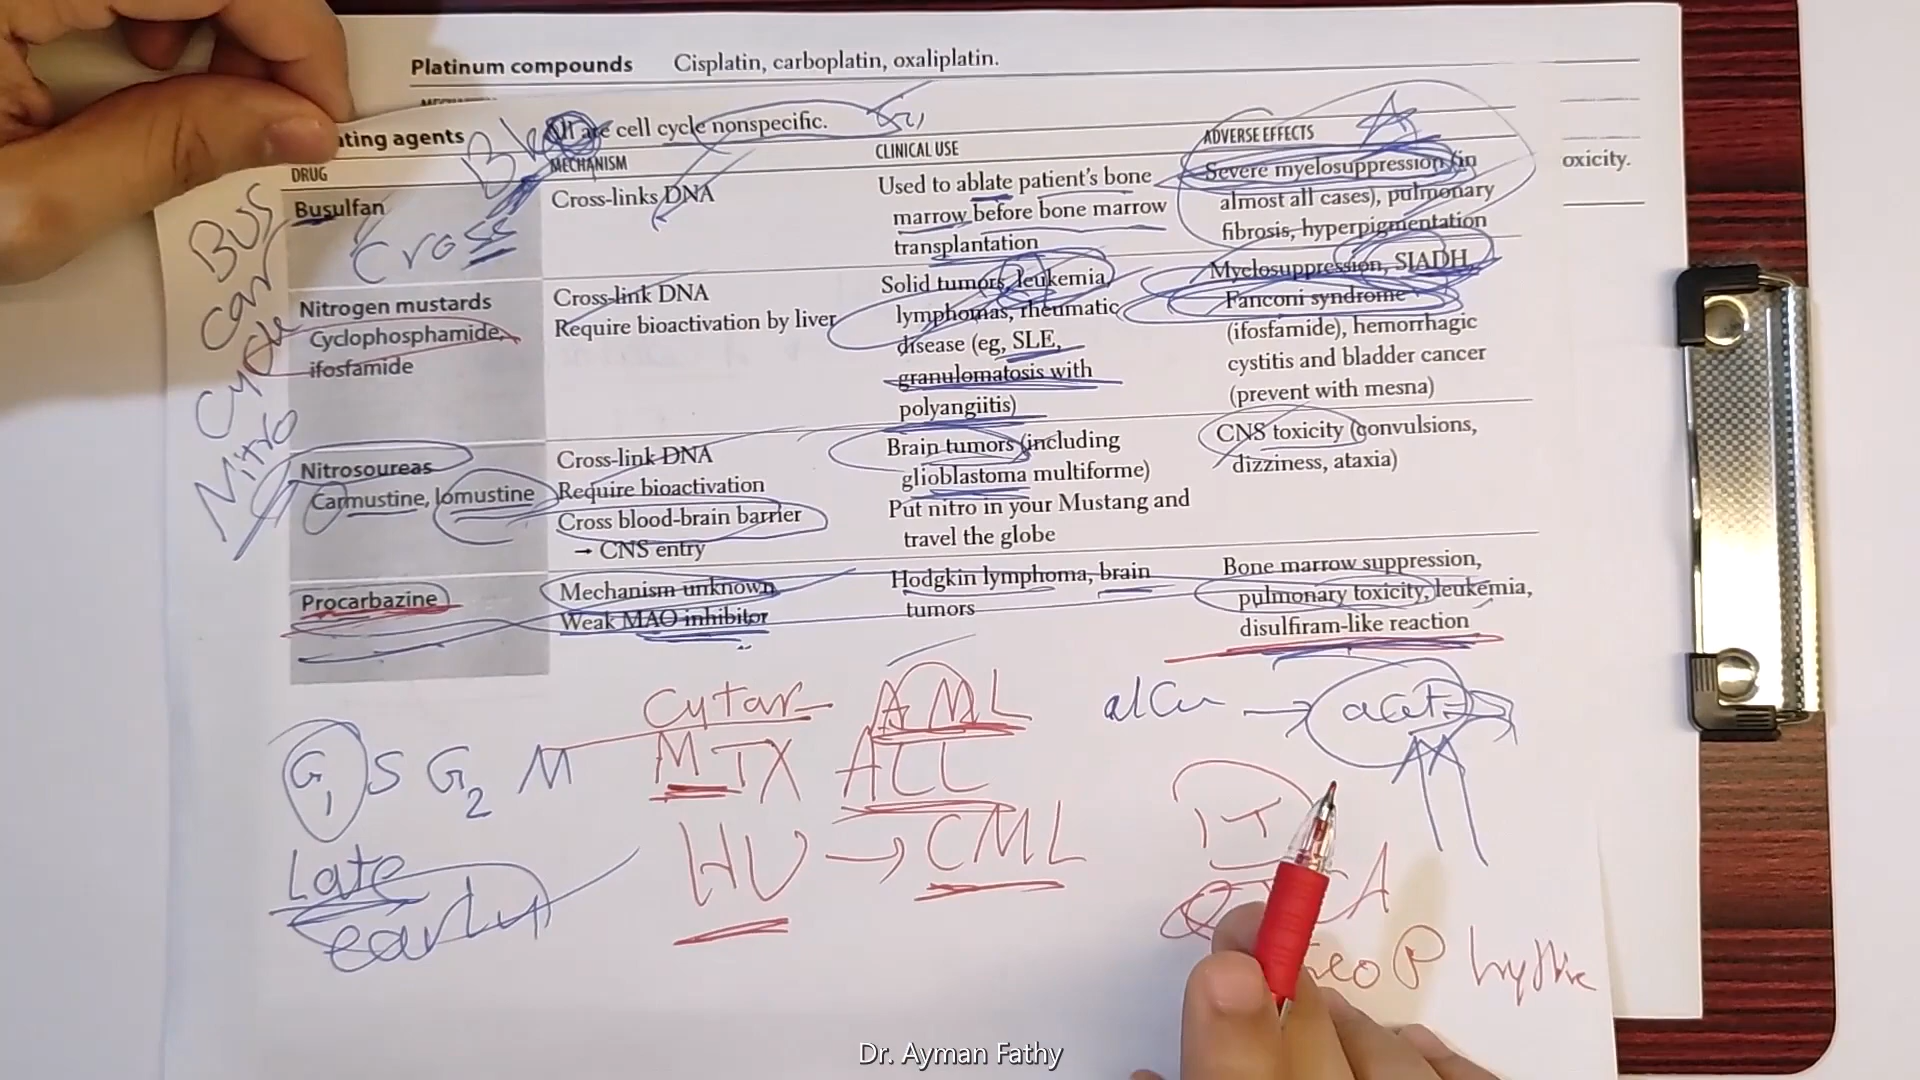 Platinum compounds Cisplatin, carboplatin, oxaliplatin.
ating agents All are cell cycle nonspecific.
DRUG MECHANISM CLINICAL USE ADVERSE EFFECTS
Busulfan
Cross-links DNA
Used to ablate patient's bone
marrow before bone marrow
transplantation
Severe myelosuppression (in
almost all cases), pulmonary
fibrosis, hyperpigmentation
oxicity.
Nitrogen mustards
Cyclophosphamide,
ifosfamide
Cross-link DNA
Require bioactivation by liver
Solid tumors, leukemia,
lymphomas, rheumatic
disease (eg, SLE,
granulomatosis with
polyangiitis)
Myelosuppression, SIADH,
Fanconi syndrome
(ifosfamide), hemorrhagic
cystitis and bladder cancer
(prevent with mesna)
Nitrosoureas
Carmustine, lomustine
Cross-link DNA
Require bioactivation
Cross blood-brain barrier
→ CNS entry
Brain tumors (including
glioblastoma multiforme)
Put nitro in your Mustang and
travel the globe
CNS toxicity (convulsions,
dizziness, ataxia)
Procarbazine
Mechanism unknown
Weak MAO inhibitor
Hodgkin lymphoma, brain
tumors
Bone marrow suppression,
pulmonary toxicity, leukemia,
disulfiram-like reaction
Cross
BUS
Car
Cycle
Nitro
Cytar AML
G1 S G2 M
MTX ALL
HU → CML
Late
early
Dr. Ayman Fathy